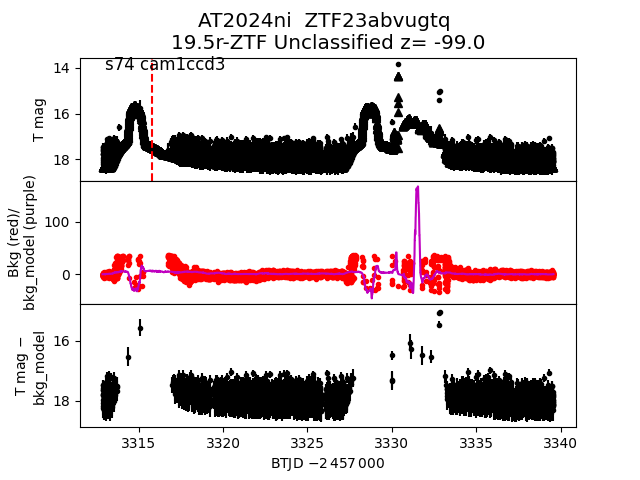 AT2024ni  ZTF23abvugtq
19.5r-ZTF Unclassified z= -99.0
s74 cam1ccd3
T mag
14
16
18
Bkg (red)/
bkg_model (purple)
100
0
T mag −
bkg_model
16
18
3315 3320 3325 3330 3335 3340
BTJD −2 457 000